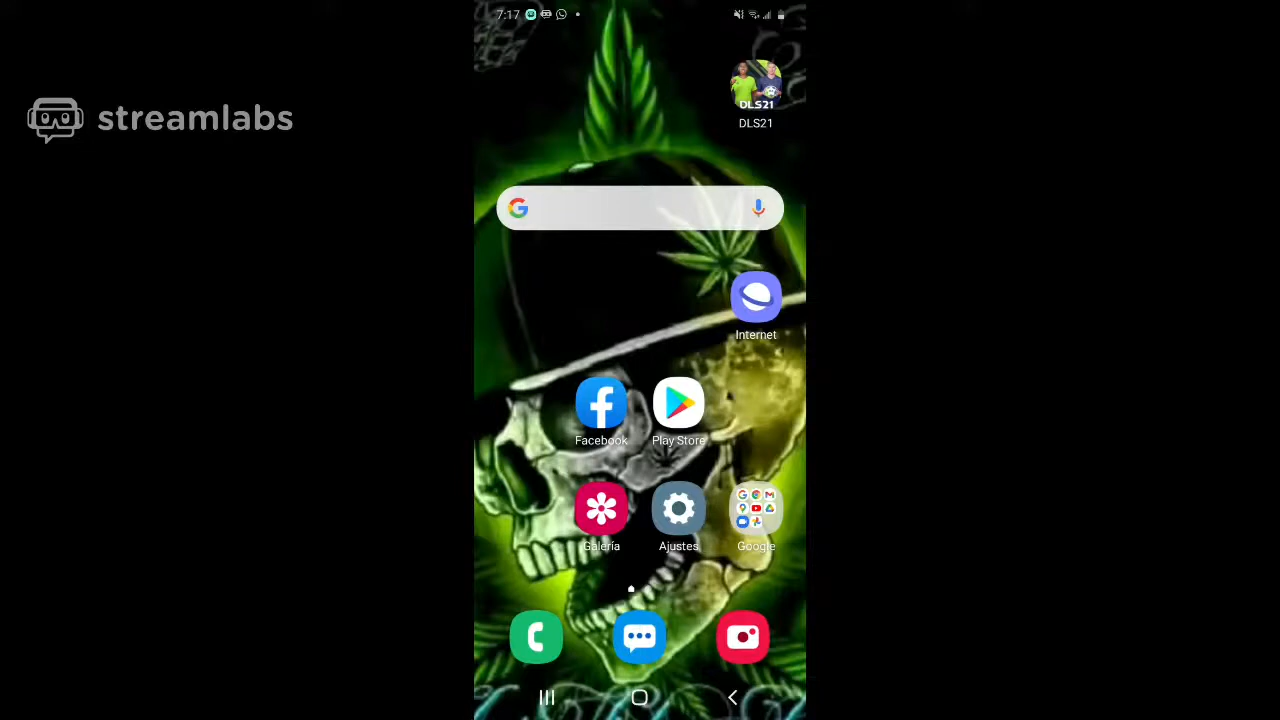 7:17
streamlabs
DLS21
DLS21
Internet
Facebook
Play Store
Galería
Ajustes
Google